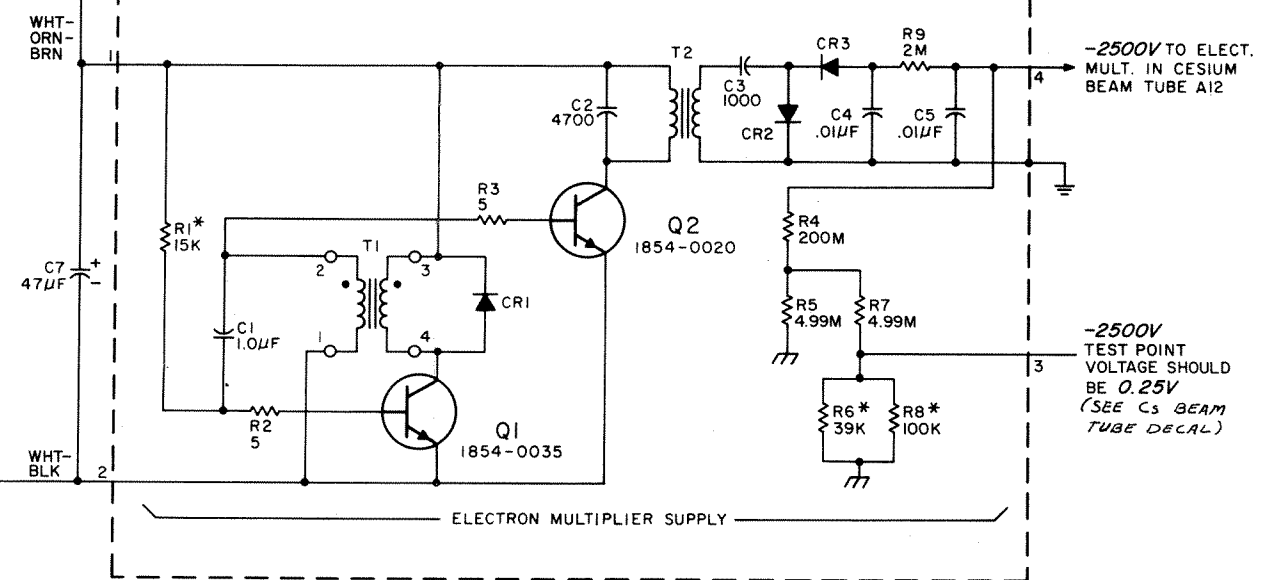 WHT-
ORN-
BRN
1
T2
C3
1000
CR3
R9
2M
4
-2500V TO ELECT.
MULT. IN CESIUM
BEAM TUBE A12
C2
4700
CR2
C4
.01µF
C5
.01µF
R3
5
Q2
1854-0020
R1*
15K
R4
200M
T1
2
3
C7
47µF
+
-
CR1
R5
4.99M
R7
4.99M
C1
1.0µF
1
4
-2500V
TEST POINT
VOLTAGE SHOULD
BE 0.25V
(SEE Cs BEAM
TUBE DECAL)
3
R2
5
Q1
1854-0035
R6*
39K
R8*
100K
WHT-
BLK
2
ELECTRON MULTIPLIER SUPPLY